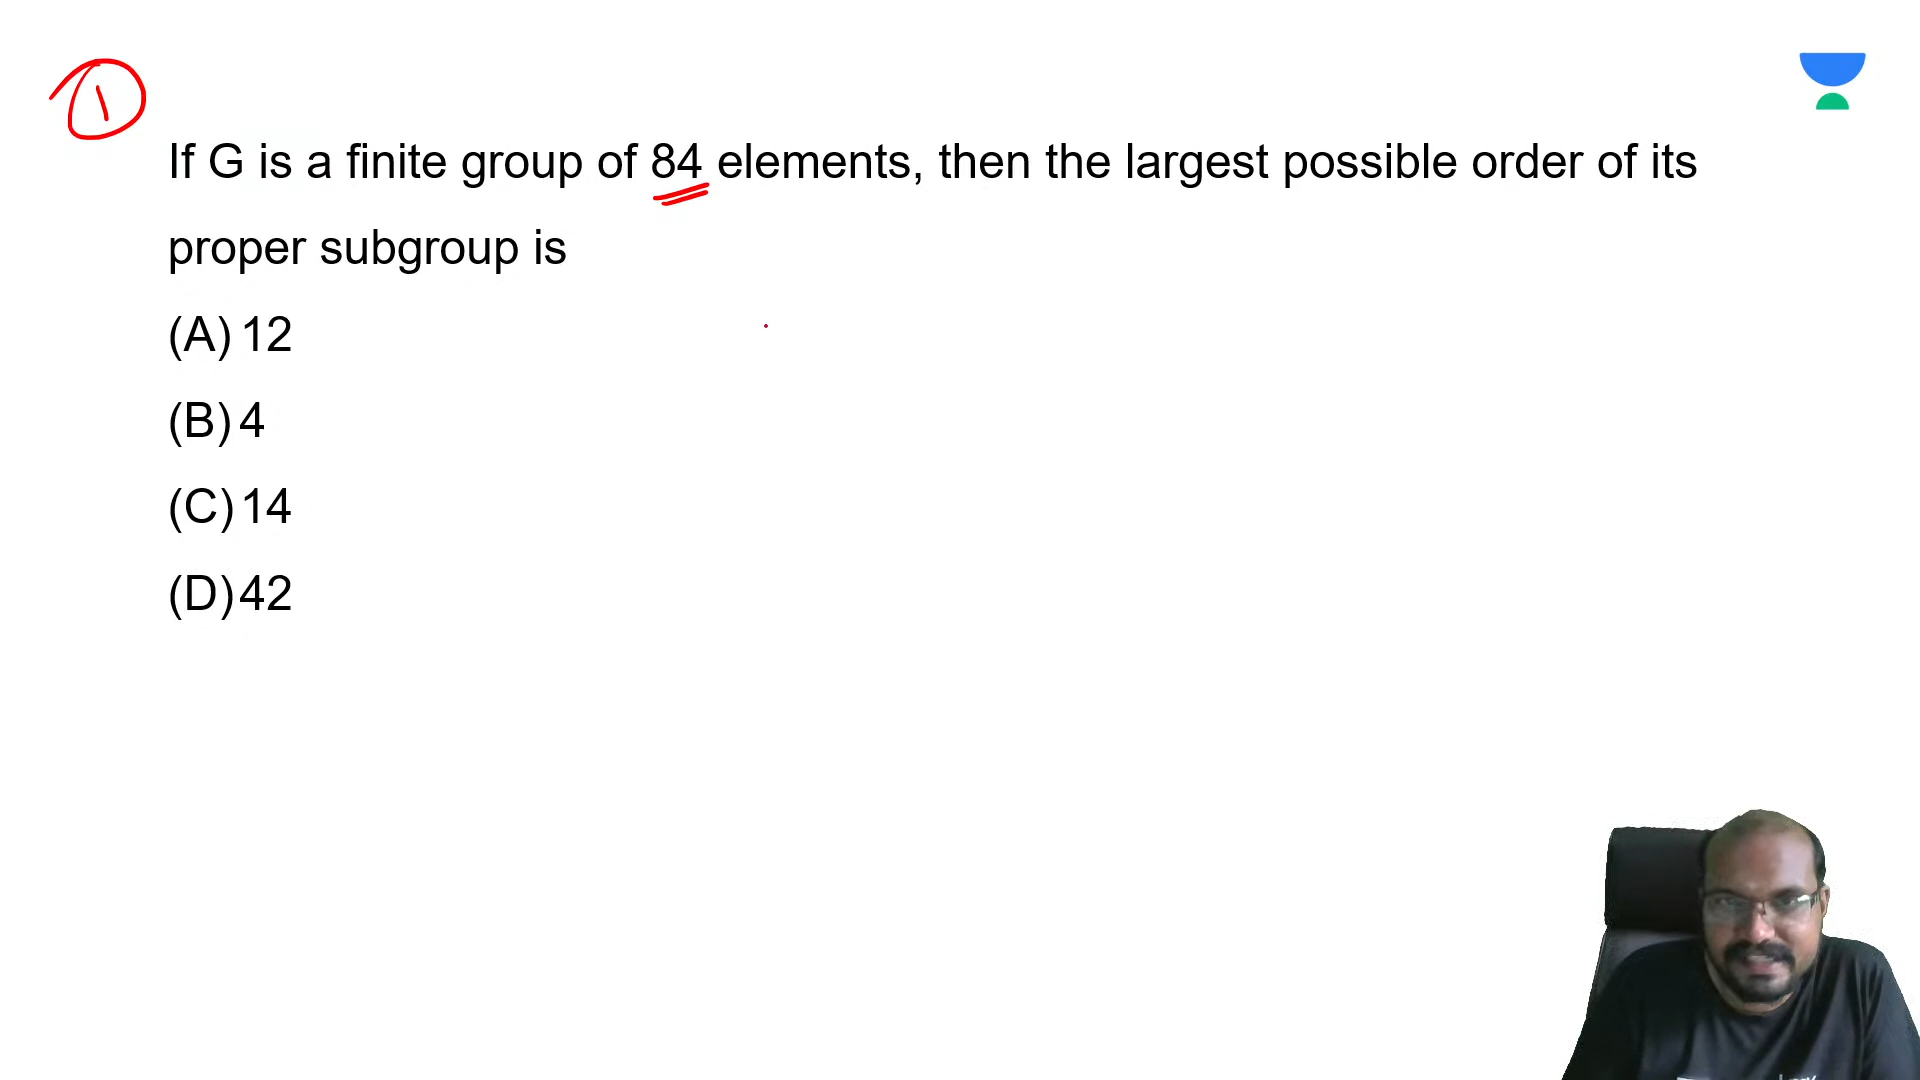 1
If G is a finite group of 84 elements, then the largest possible order of its
proper subgroup is
(A) 12
(B) 4
(C) 14
(D) 42